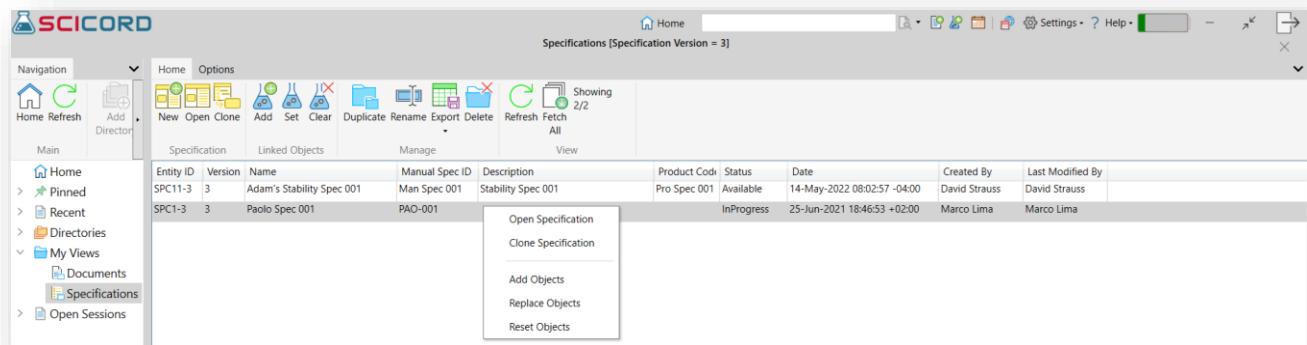 SCICORD
Home
Settings
? Help
Specifications [Specification Version = 3]
Navigation
Home Options
Home Refresh Add Director
Main
New Open Clone
Specification
Add Set Clear
Linked Objects
Duplicate Rename Export Delete
Manage
Refresh Fetch All
Showing 2/2
View
Home
Pinned
Recent
Directories
My Views
Documents
Specifications
Open Sessions
Entity ID Version Name Manual Spec ID Description Product Code Status Date Created By Last Modified By
SPC11-3 3 Adam's Stability Spec 001 Man Spec 001 Stability Spec 001 Pro Spec 001 Available 14-May-2022 08:02:57 -04:00 David Strauss David Strauss
SPC1-3 3 Paolo Spec 001 PAO-001 InProgress 25-Jun-2021 18:46:53 +02:00 Marco Lima Marco Lima
Open Specification
Clone Specification
Add Objects
Replace Objects
Reset Objects